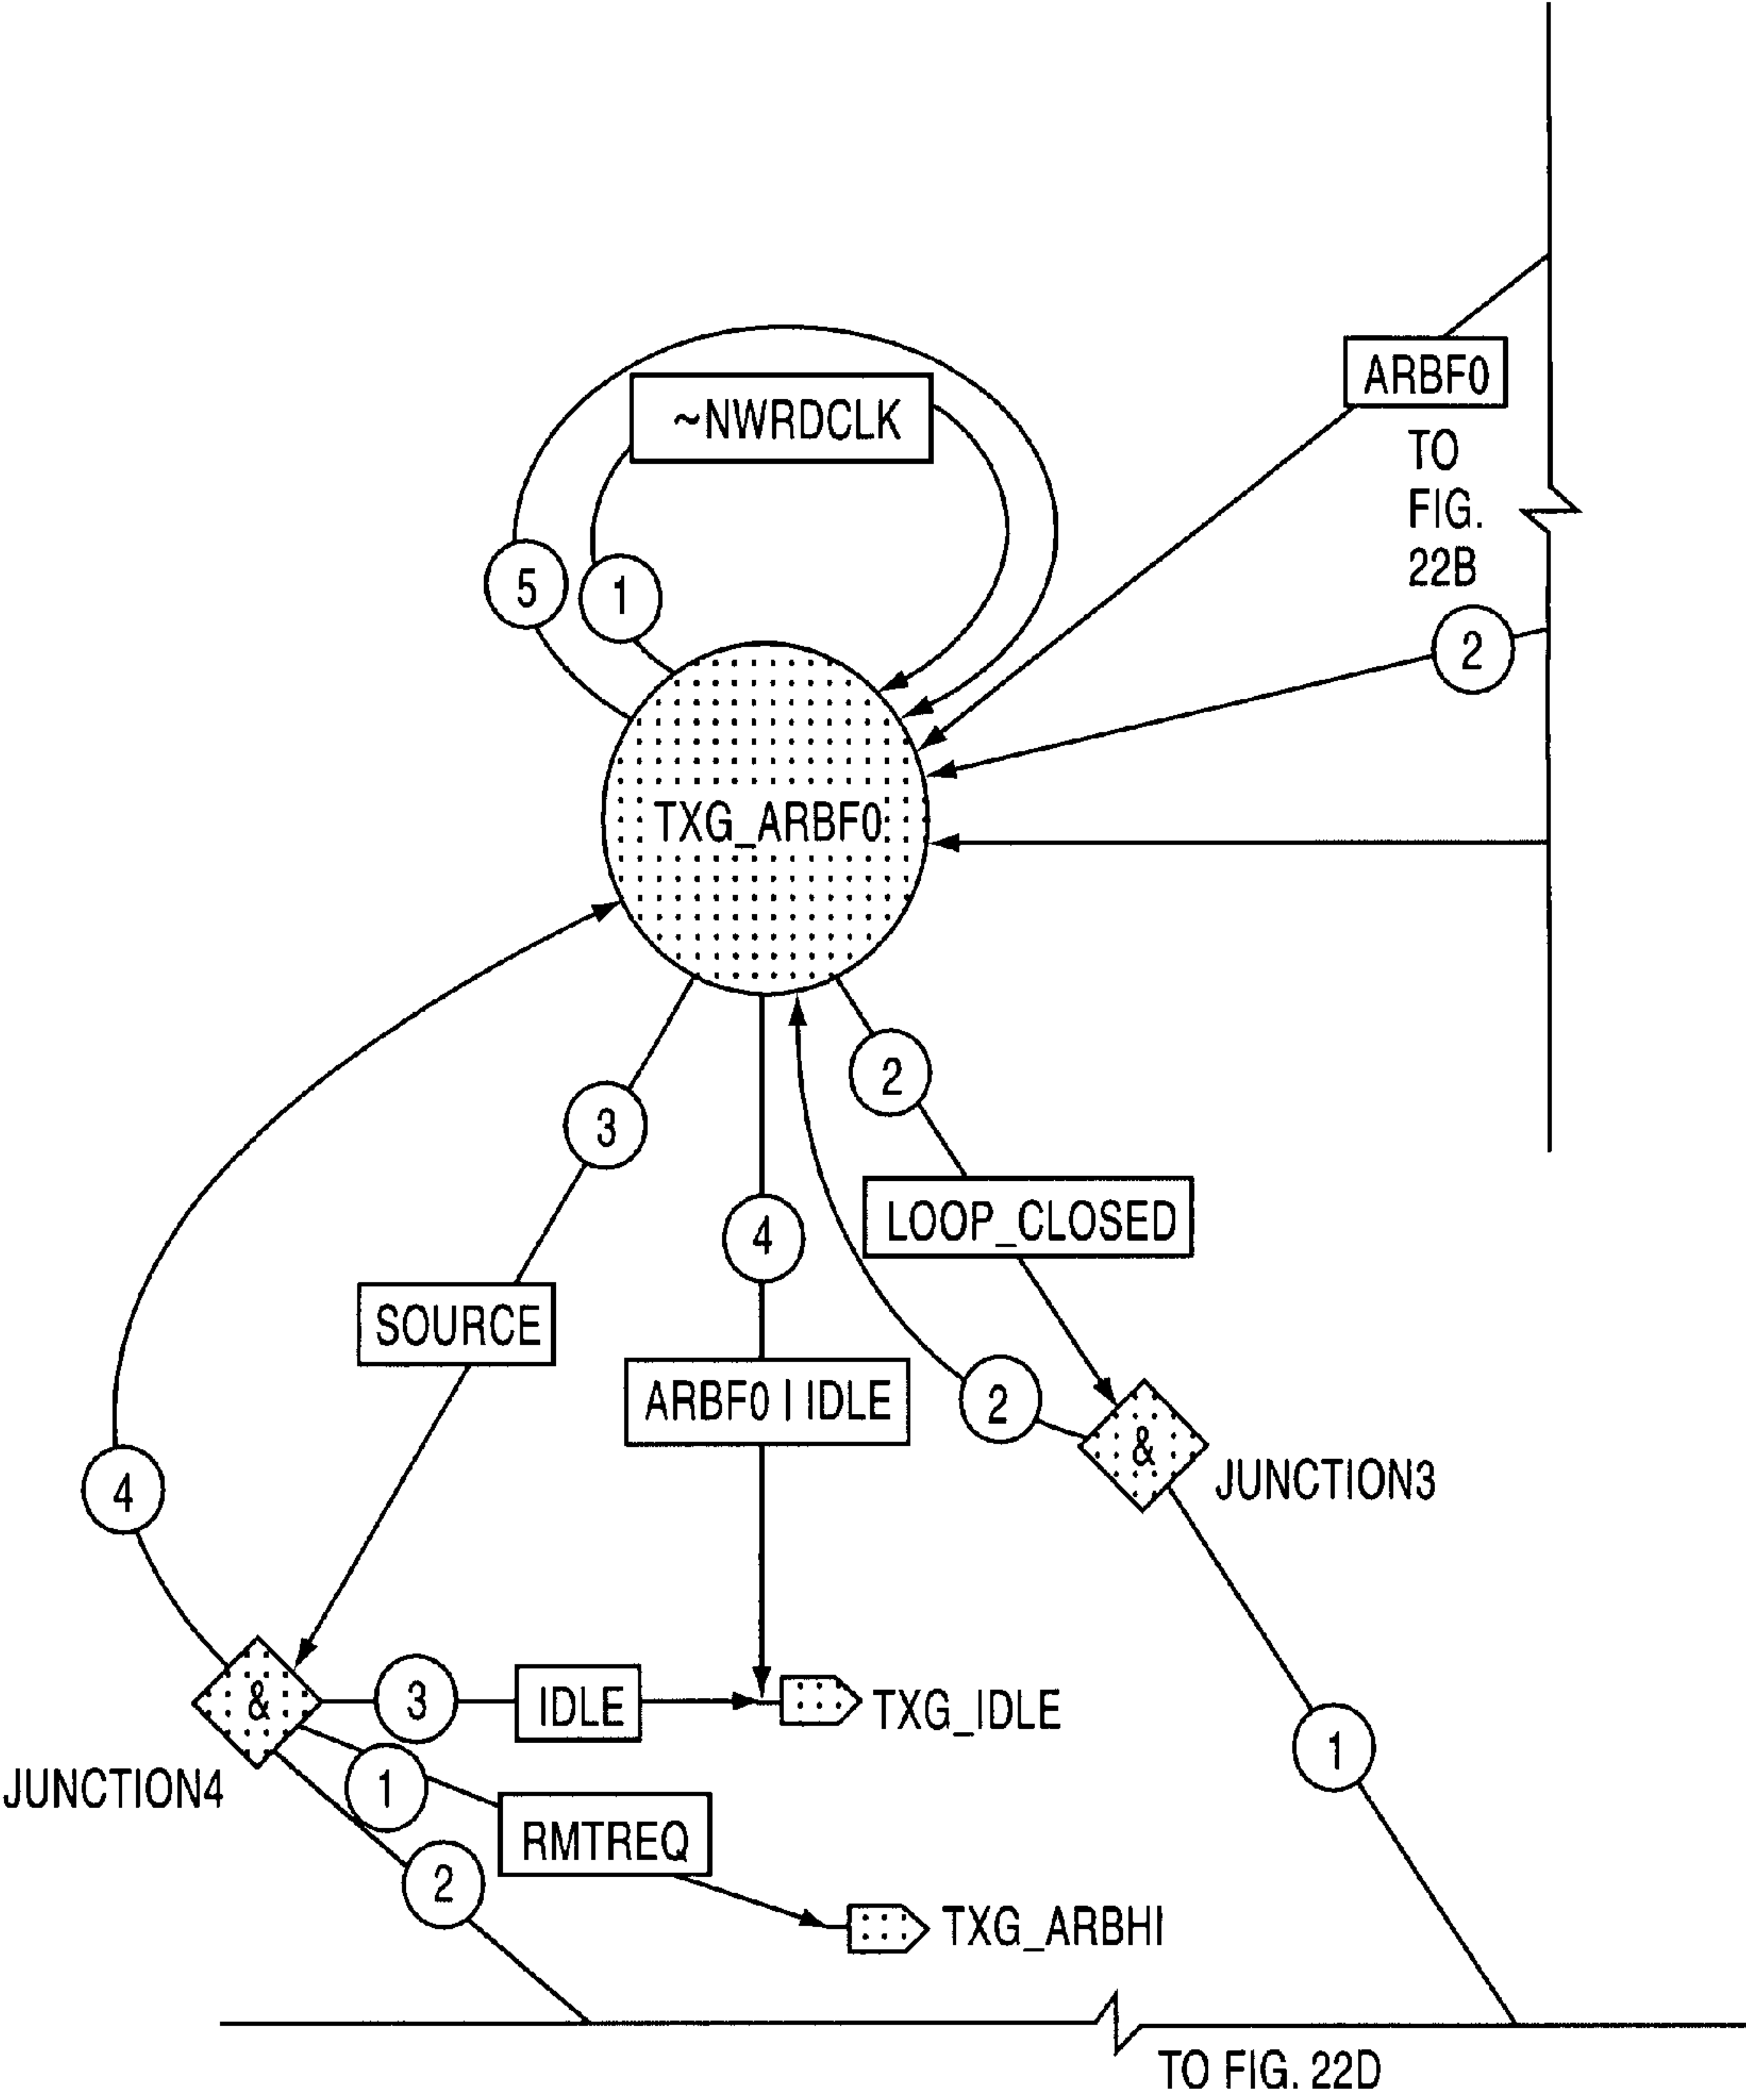 ARBF0
~NWRDCLK
TO
FIG.
22B
5
1
2
TXG_ARBF0
2
3
LOOP_CLOSED
4
SOURCE
ARBF0 | IDLE
2
&
JUNCTION3
4
&
3
IDLE
TXG_IDLE
1
JUNCTION4
1
RMTREQ
2
TXG_ARBHI
TO FIG. 22D